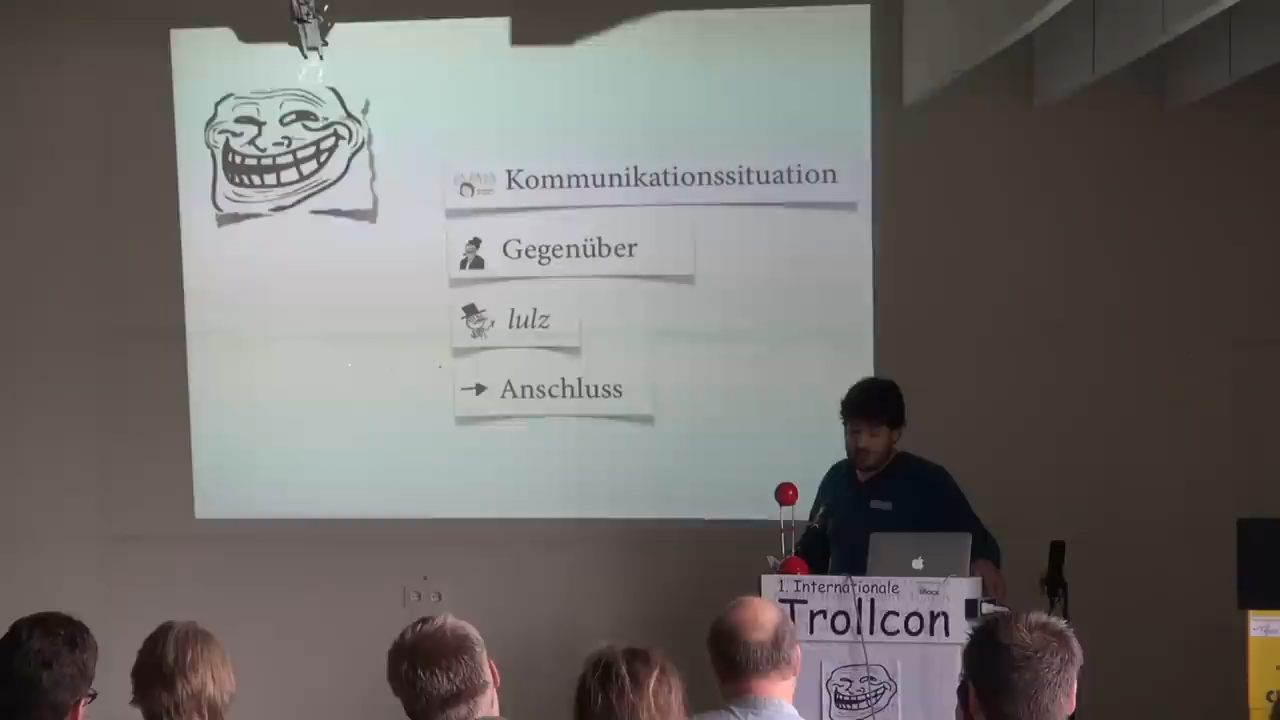 Kommunikationssituation
Gegenüber
lulz
Anschluss
1. Internationale
Trollcon